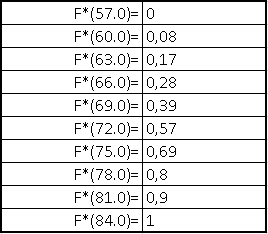 F*(57.0)= 0
F*(60.0)= 0,08
F*(63.0)= 0,17
F*(66.0)= 0,28
F*(69.0)= 0,39
F*(72.0)= 0,57
F*(75.0)= 0,69
F*(78.0)= 0,8
F*(81.0)= 0,9
F*(84.0)= 1